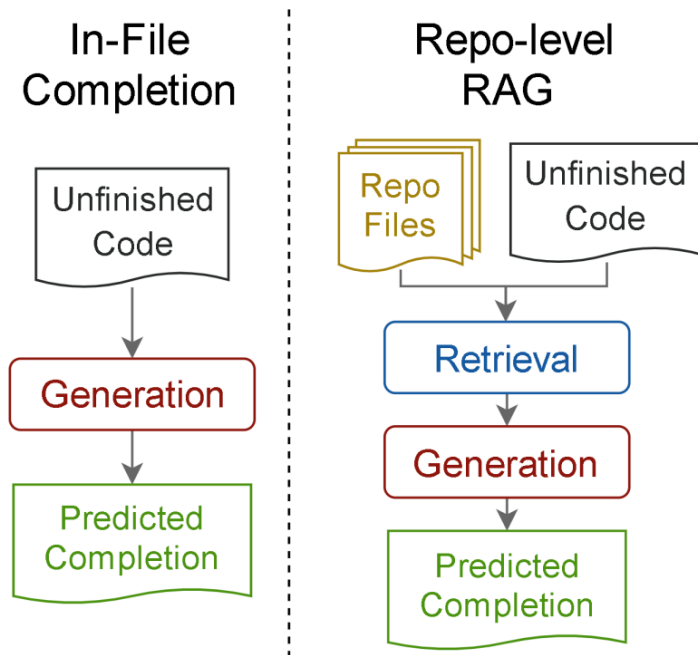 In-File
Completion
Unfinished
Code
Generation
Predicted
Completion
Repo-level
RAG
Repo
Files
Unfinished
Code
Retrieval
Generation
Predicted
Completion